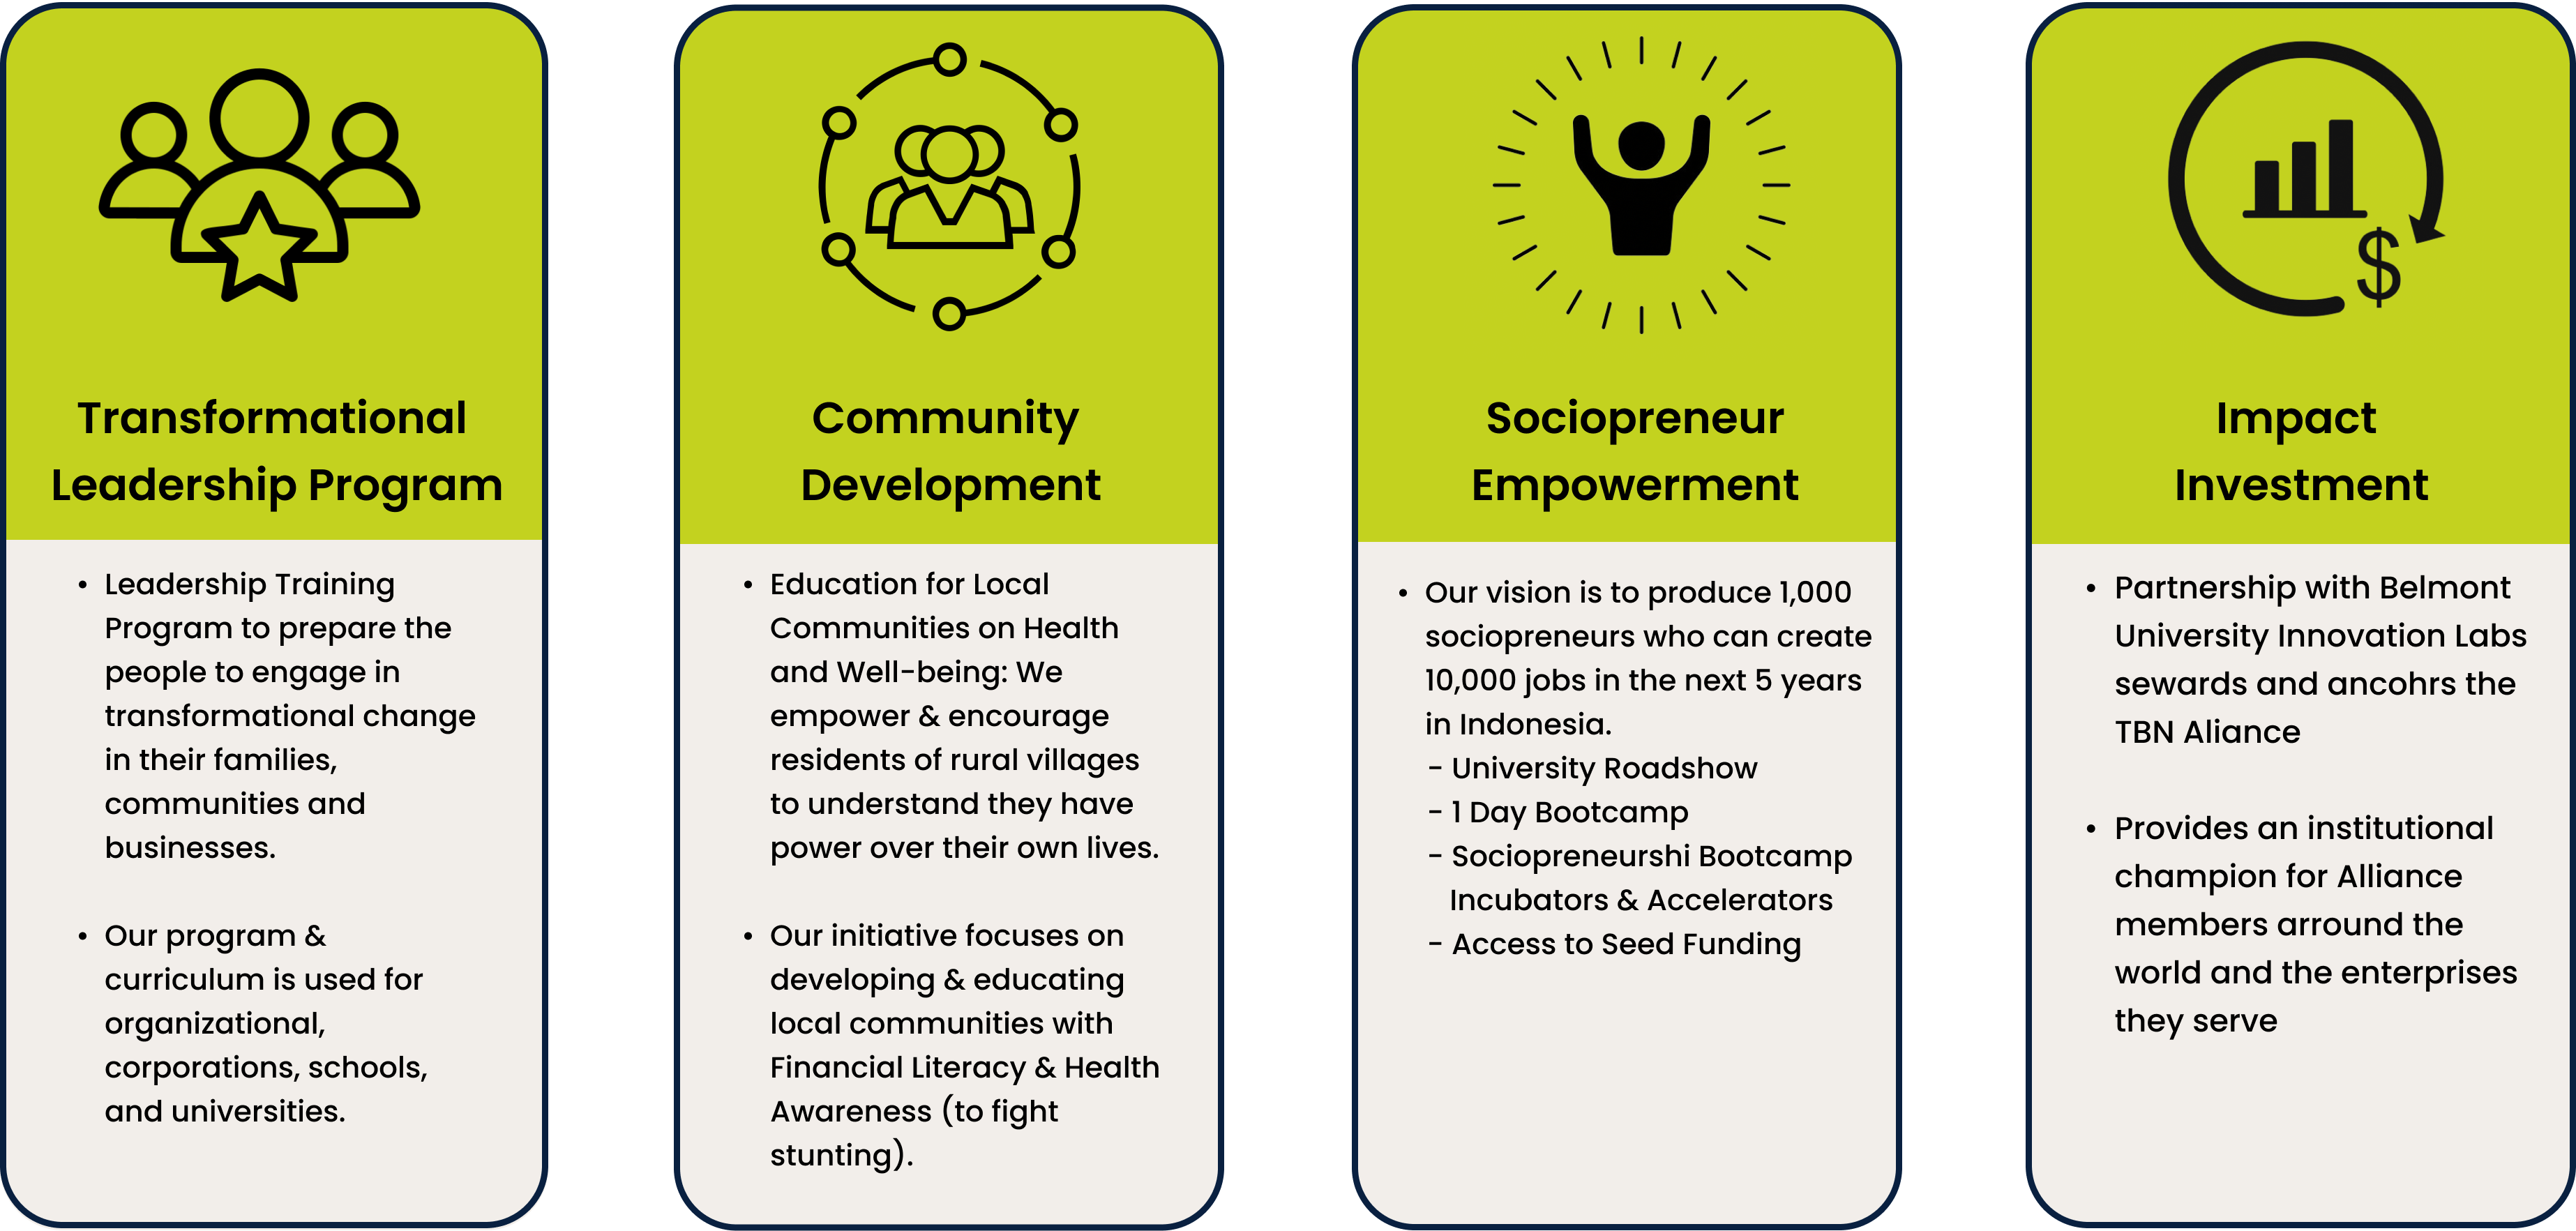 Transformational
Leadership Program
• Leadership Training
Program to prepare the
people to engage in
transformational change
in their families,
communities and
businesses.
• Our program &
curriculum is used for
organizational,
corporations, schools,
and universities.
Community
Development
• Education for Local
Communities on Health
and Well-being: We
empower & encourage
residents of rural villages
to understand they have
power over their own lives.
• Our initiative focuses on
developing & educating
local communities with
Financial Literacy & Health
Awareness (to fight
stunting).
Sociopreneur
Empowerment
• Our vision is to produce 1,000
sociopreneurs who can create
10,000 jobs in the next 5 years
in Indonesia.
- University Roadshow
- 1 Day Bootcamp
- Sociopreneurshi Bootcamp
Incubators & Accelerators
- Access to Seed Funding
$
Impact
Investment
• Partnership with Belmont
University Innovation Labs
sewards and ancohrs the
TBN Aliance
• Provides an institutional
champion for Alliance
members arround the
world and the enterprises
they serve